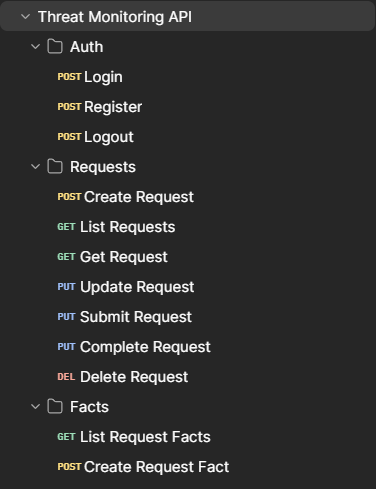 Threat Monitoring API
Auth
POST Login
POST Register
POST Logout
Requests
POST Create Request
GET List Requests
GET Get Request
PUT Update Request
PUT Submit Request
PUT Complete Request
DEL Delete Request
Facts
GET List Request Facts
POST Create Request Fact